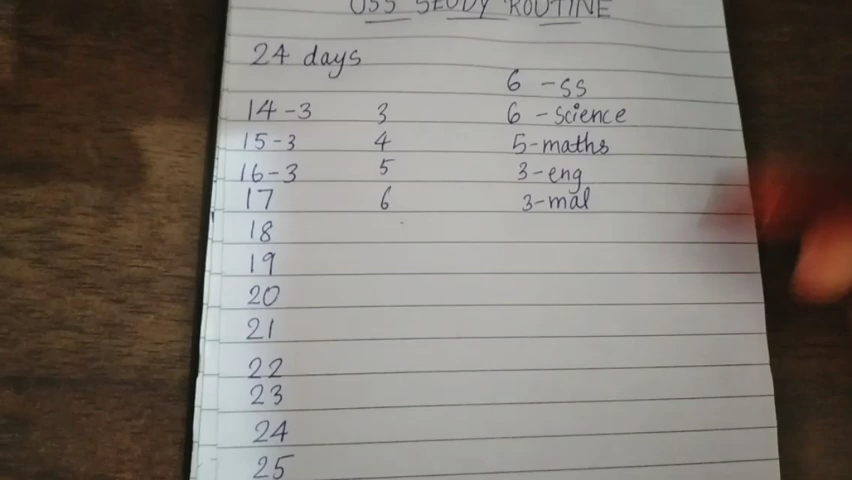 USS STUDY ROUTINE
24 days
6 - SS
14 - 3 3 6 - science
15 - 3 4 5 - maths
16 - 3 5 3 - eng
17 6 3 - mal
18
19
20
21
22
23
24
25